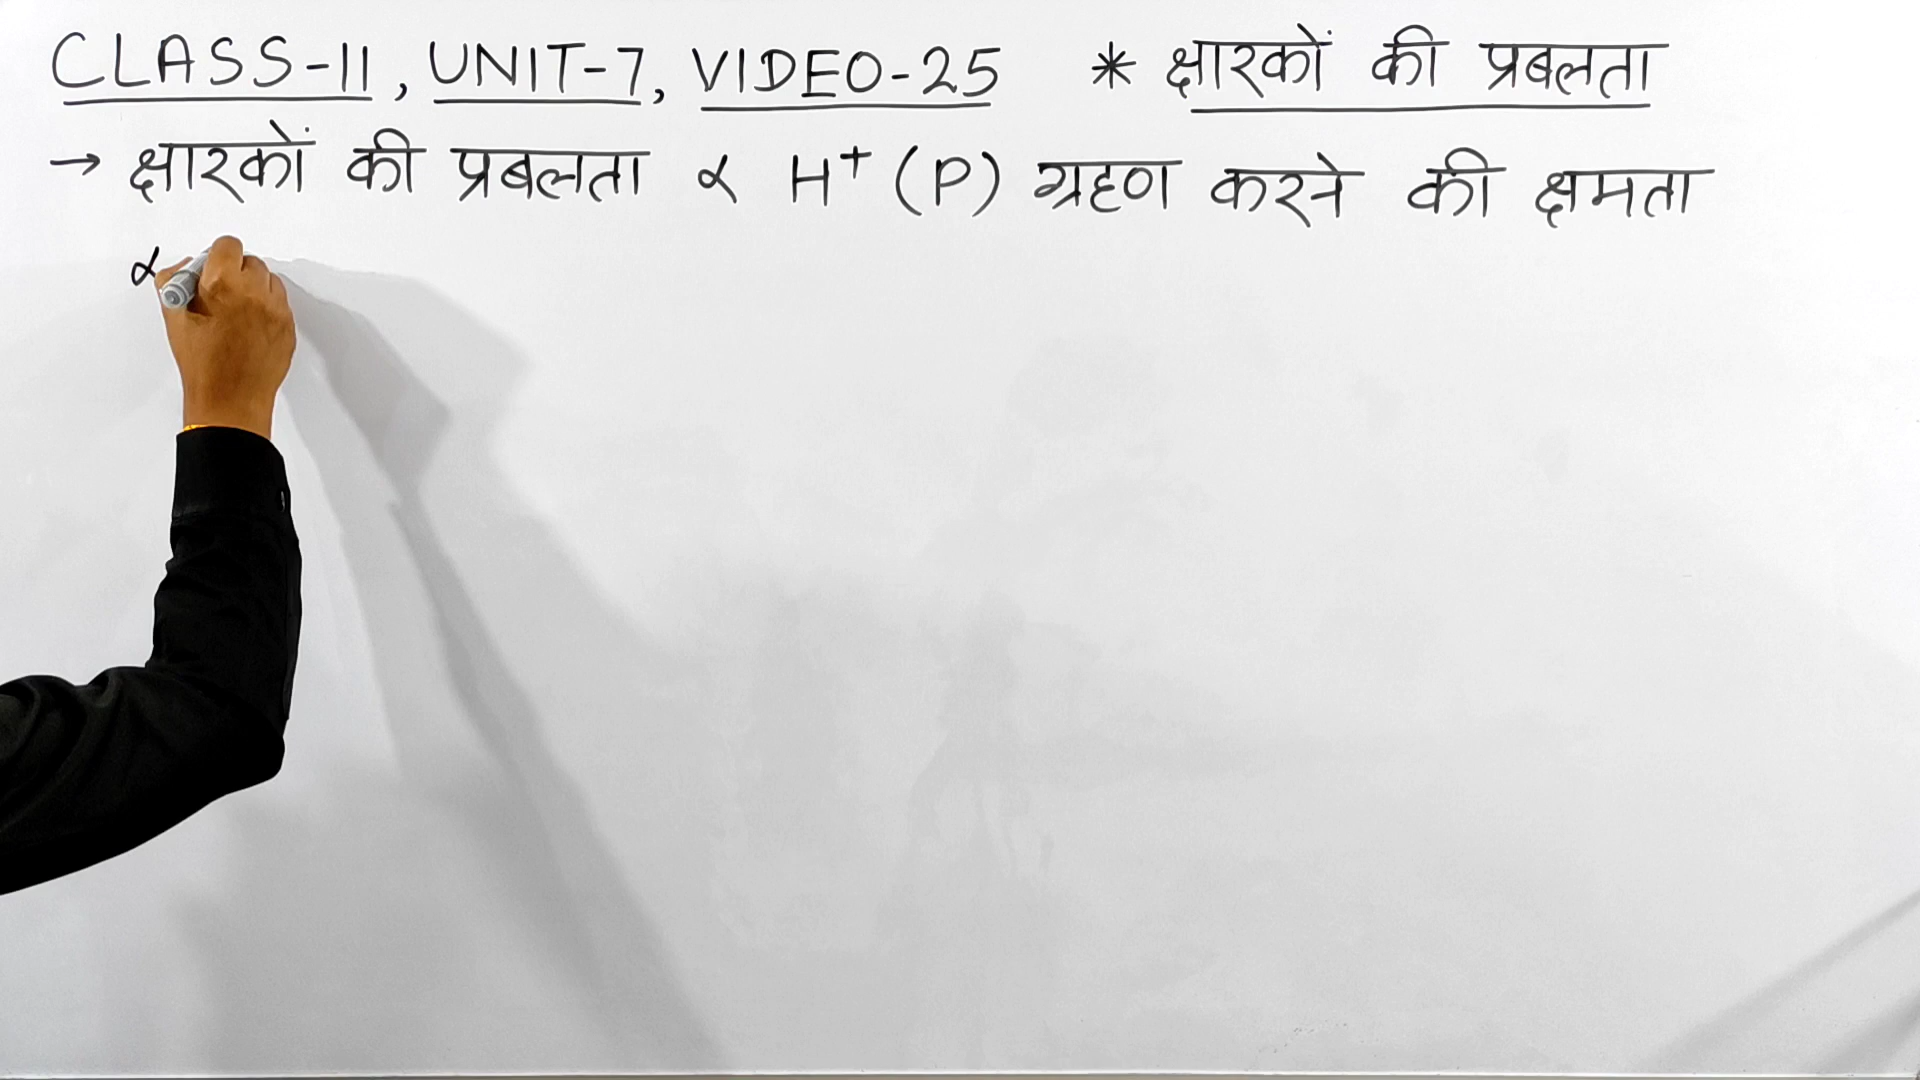 CLASS-11, UNIT-7, VIDEO-25 * क्षारकों की प्रबलता
→ क्षारकों की प्रबलता α H⁺ (P) ग्रहण करने की क्षमता
α